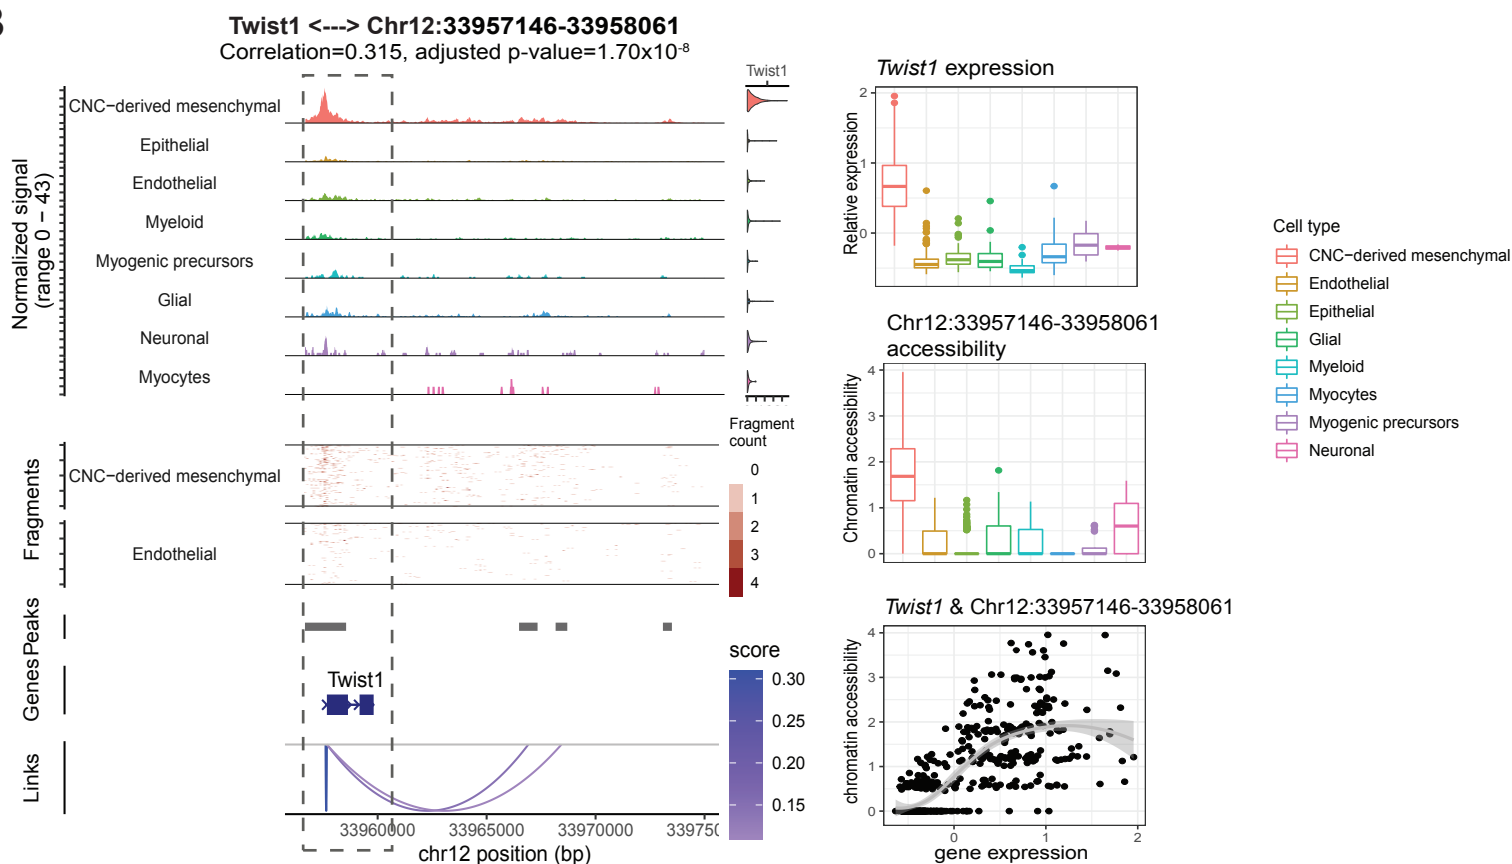 B
Twist1 <---> Chr12:33957146-33958061
Correlation=0.315, adjusted p-value=1.70x10-8
Normalized signal
(range 0 − 43)
CNC−derived mesenchymal
Epithelial
Endothelial
Myeloid
Myogenic precursors
Glial
Neuronal
Myocytes
Twist1
Fragments
CNC−derived mesenchymal
Endothelial
Fragment
count
0
1
2
3
4
Peaks
Genes
Twist1
Links
score
0.30
0.25
0.20
0.15
33960000
33965000
33970000
3397500
chr12 position (bp)
Twist1 expression
Relative expression
2
1
0
Chr12:33957146-33958061
accessibility
Chromatin accessibility
4
3
2
1
0
Twist1 & Chr12:33957146-33958061
chromatin accessibility
4
3
2
1
0
0
1
2
gene expression
Cell type
CNC−derived mesenchymal
Endothelial
Epithelial
Glial
Myeloid
Myocytes
Myogenic precursors
Neuronal